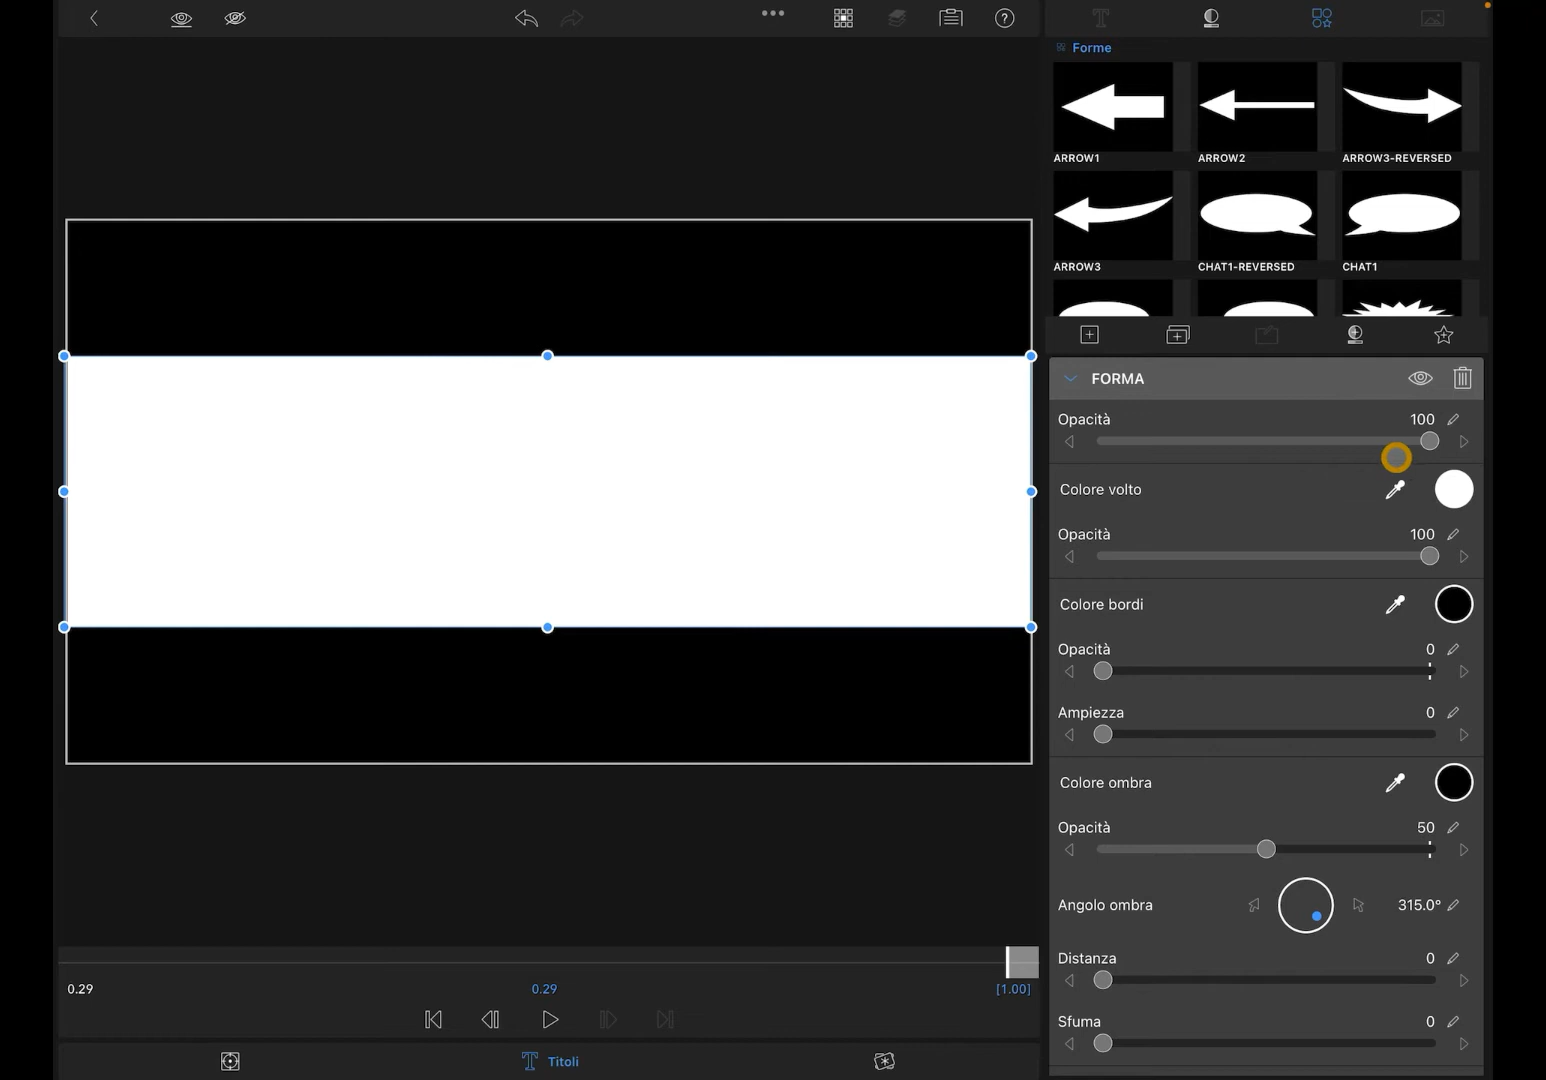 Forme
ARROW1
ARROW2
ARROW3-REVERSED
ARROW3
CHAT1-REVERSED
CHAT1
FORMA
Opacità 100
Colore volto
Opacità 100
Colore bordi
Opacità 0
Ampiezza 0
Colore ombra
Opacità 50
Angolo ombra 315.0°
Distanza 0
Sfuma 0
0.29 0.29 [1.00]
Titoli